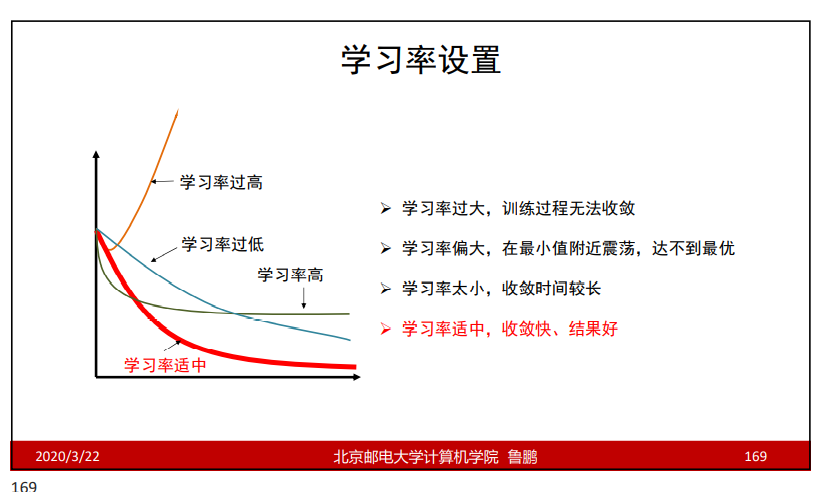 学习率设置
学习率过高
学习率过低
学习率高
学习率适中
➢ 学习率过大，训练过程无法收敛
➢ 学习率偏大，在最小值附近震荡，达不到最优
➢ 学习率太小，收敛时间较长
➢ 学习率适中，收敛快、结果好
2020/3/22 北京邮电大学计算机学院 鲁鹏 169
169